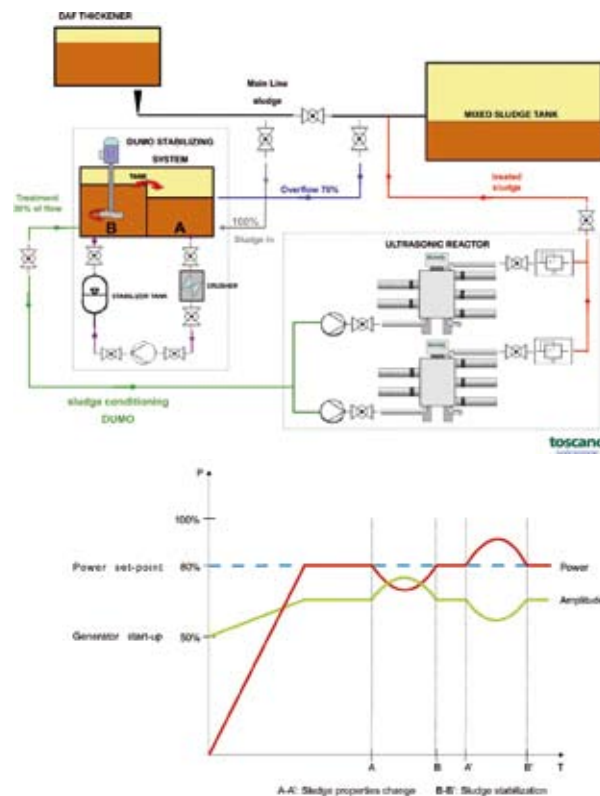 DAF THICKENER
Main Line
sludge
MIXED SLUDGE TANK
DUMO STABILIZING
SYSTEM
TANK
Treatment
30% of flow
Overflow 70%
treated
sludge
B
A
100%
Sludge in
ULTRASONIC REACTOR
CRUSHER
STABILIZER TANK
sludge conditioning
DUMO
toscano
P
100%
Power set-point
80%
Power
Amplitude
Generator start-up
50%
A
B
A'
B'
T
A-A': Sludge properties change
B-B': Sludge stabilization